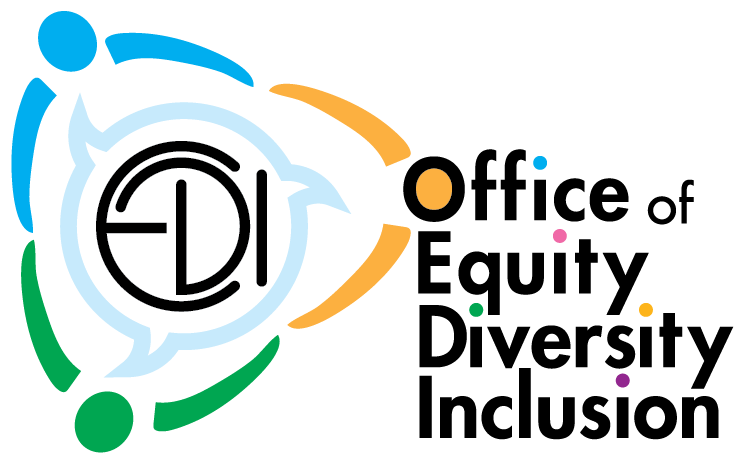 EDI
Office of
Equity
Diversity
Inclusion